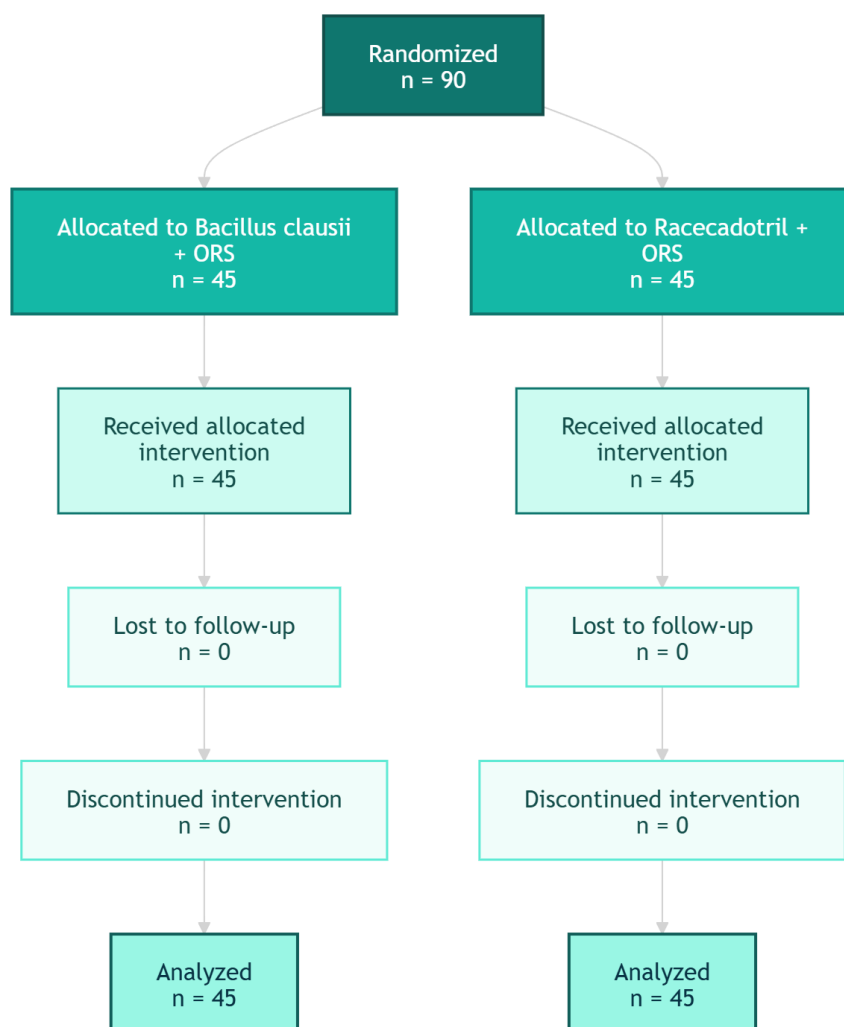 Randomized
n = 90
Allocated to Bacillus clausii
+ ORS
n = 45
Allocated to Racecadotril +
ORS
n = 45
Received allocated
intervention
n = 45
Received allocated
intervention
n = 45
Lost to follow-up
n = 0
Lost to follow-up
n = 0
Discontinued intervention
n = 0
Discontinued intervention
n = 0
Analyzed
n = 45
Analyzed
n = 45